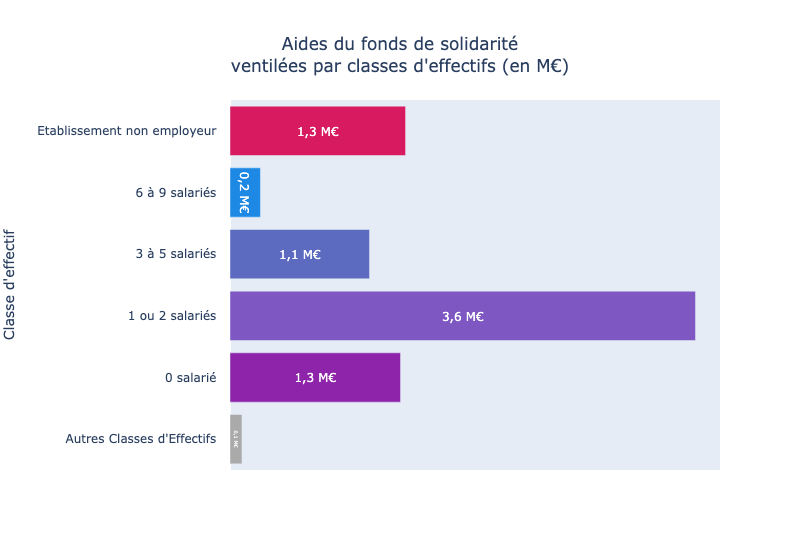 Aides du fonds de solidarité
ventilées par classes d'effectifs (en M€)
Classe d'effectif
Etablissement non employeur
1,3 M€
6 à 9 salariés
0,2 M€
3 à 5 salariés
1,1 M€
1 ou 2 salariés
3,6 M€
0 salarié
1,3 M€
Autres Classes d'Effectifs
0,1 M€